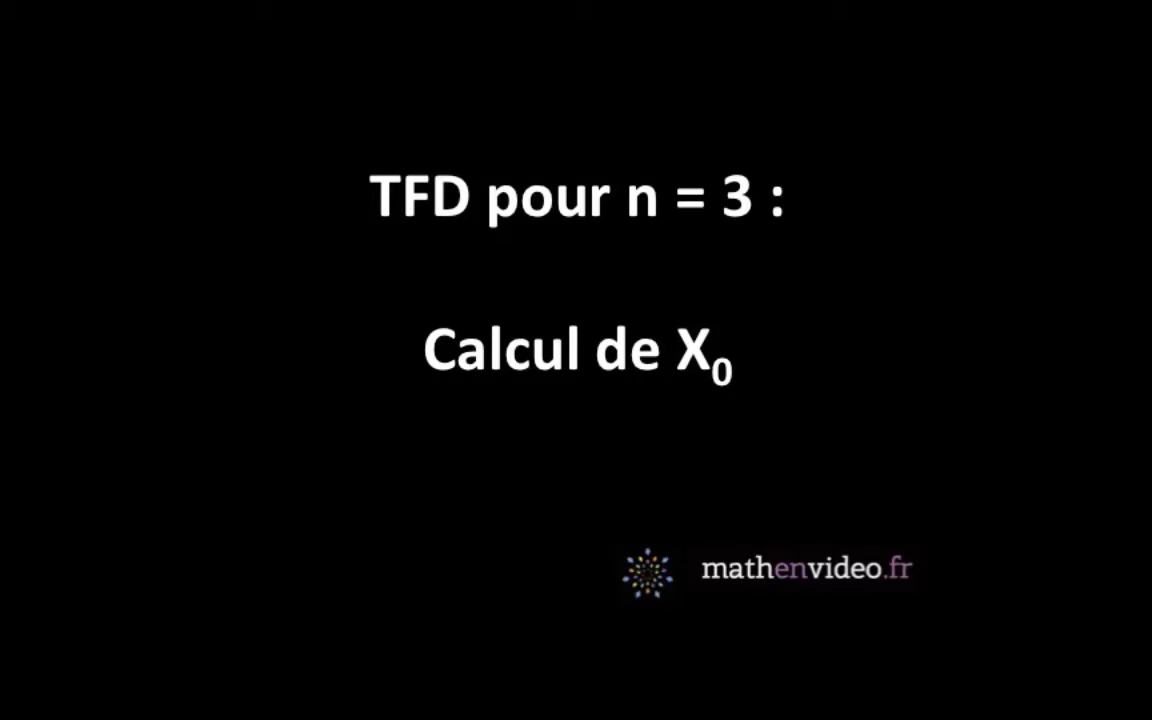 TFD pour n = 3 :
Calcul de X₀
mathenvideo.fr